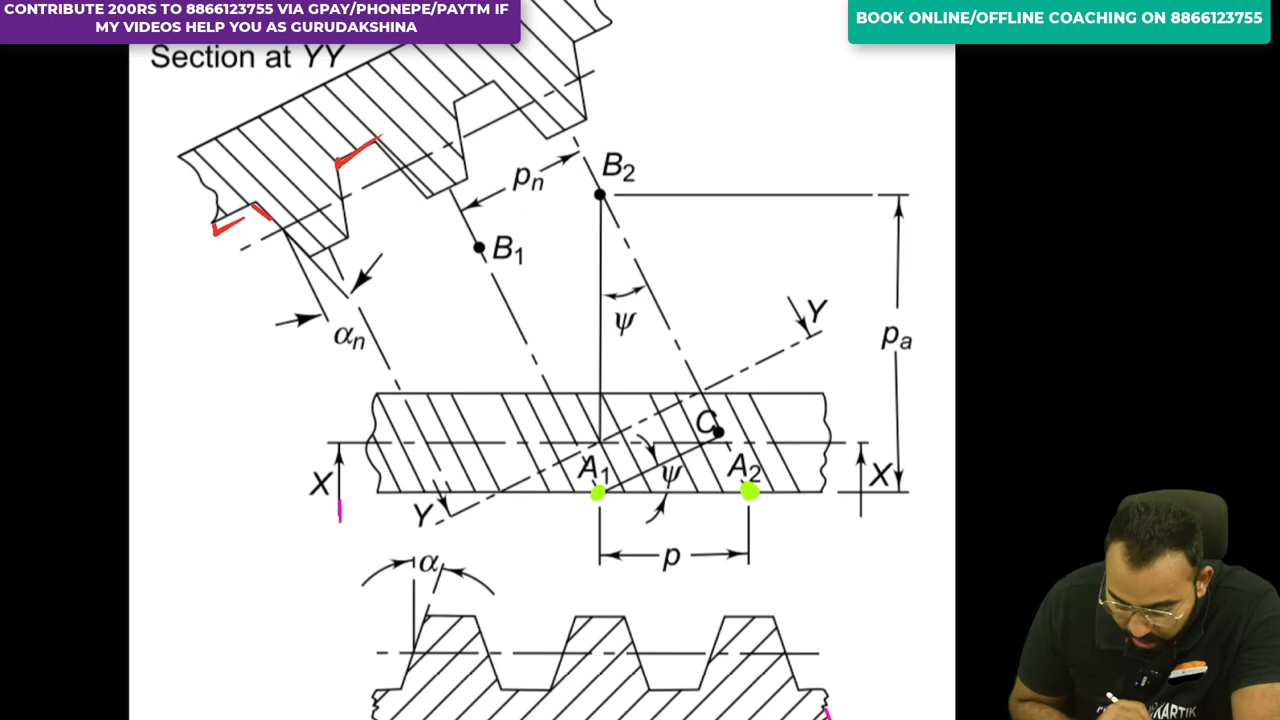 CONTRIBUTE 200RS TO 8866123755 VIA GPAY/PHONEPE/PAYTM IF
MY VIDEOS HELP YOU AS GURUDAKSHINA
BOOK ONLINE/OFFLINE COACHING ON 8866123755
Section at YY
pn
B2
B1
αn
ψ
Y
pa
C
A1
ψ
A2
X
X
Y
p
α